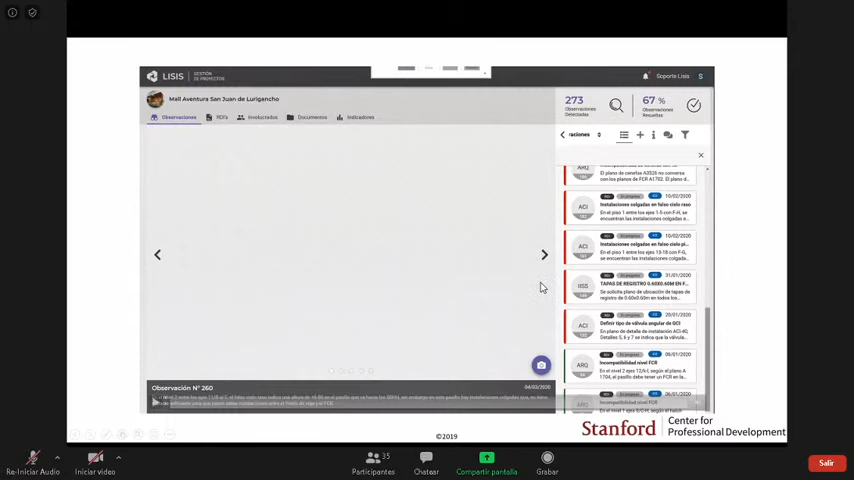 LISIS
GESTIÓN
DE PROYECTOS
Soporte Lisis
S
Mall Aventura San Juan de Lurigancho
Observaciones
RDI's
Involucrados
Documentos
Indicadores
273
Observaciones
Detectadas
67 %
Observaciones
Resueltas
raciones
ARQ
El plano de cenefas A3526 no conversa
con los planos de FCR A1702. El plano d...
ACI
10/02/2020
Instalaciones colgadas en falso cielo raso
En el piso 1 entre los ejes 1-5 con F-H, se
encuentran las instalaciones colgadas e...
ACI
10/02/2020
Instalaciones colgadas en falso cielo pi...
En el piso 1 entre los ejes 13-18 con F-G,
se encuentran las instalaciones colgada...
IISS
31/01/2020
TAPAS DE REGISTRO 0.60X0.60M EN F...
Se solicita plano de ubicación de tapas de
registro de 0.60x0.60m en todos los...
ACI
20/01/2020
Definir tipo de válvula angular de GCI
En plano de detalle de instalación ACI-40,
Detalles 5, 6 y 7 se indica que la válvula...
ARQ
06/01/2020
Incompatibilidad nivel FCR
En el nivel 2 ejes 12/H-I, según el plano A
1704, el pasillo debe tener un FCR en el...
06/01/2020
Incompatibilidad nivel FCR
Observación N° 260
04/03/2020
©2019
Stanford
Center for
Professional Development
Re-Iniciar Audio
Iniciar video
35
Participantes
Chatear
Compartir pantalla
Grabar
Salir